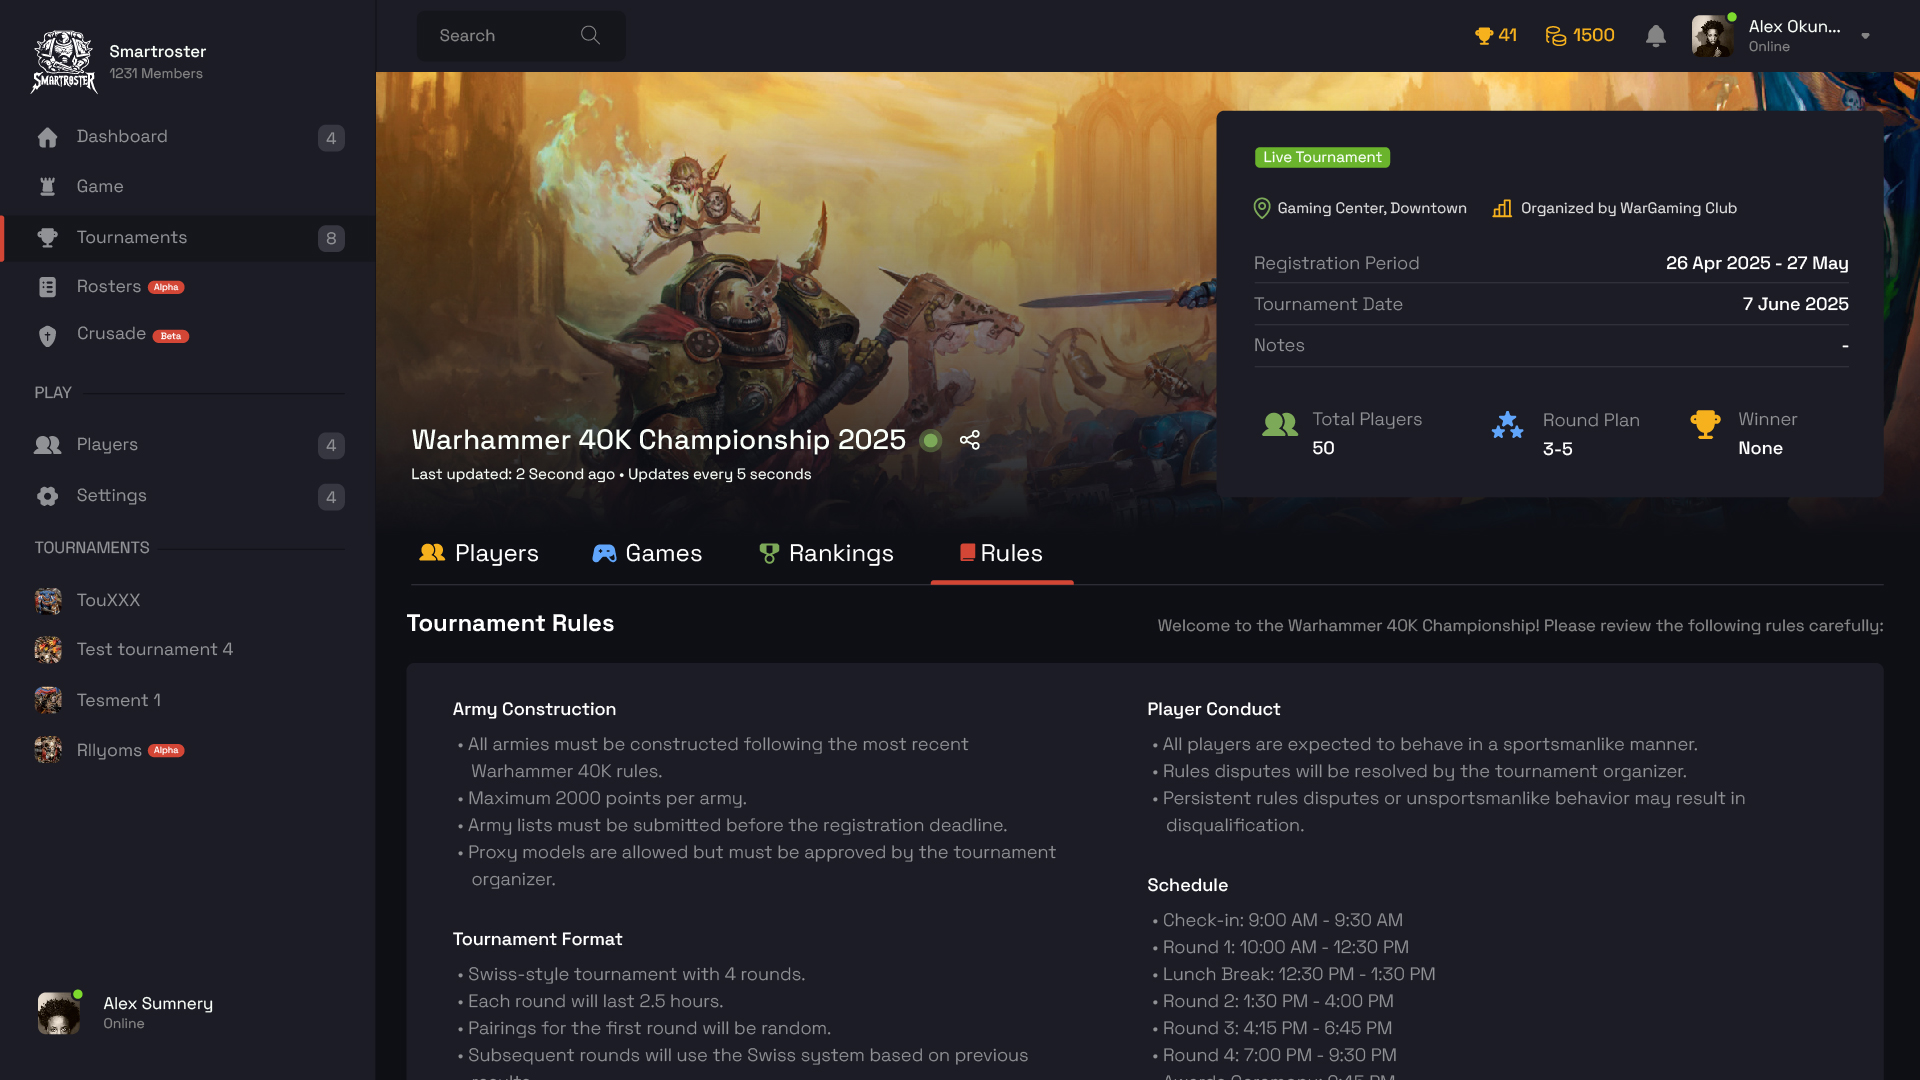 SMARTROSTER
Smartroster
1231 Members
Dashboard 4
Game
Tournaments 8
Rosters Alpha
Crusade Beta
PLAY
Players 4
Settings 4
TOURNAMENTS
TouXXX
Test tournament 4
Tesment 1
Rllyoms Alpha
Alex Sumnery
Online
Search
41
1500
Alex Okun...
Online
Live Tournament
Gaming Center, Downtown
Organized by WarGaming Club
Registration Period 26 Apr 2025 - 27 May
Tournament Date 7 June 2025
Notes -
Total Players
50
Round Plan
3-5
Winner
None
Warhammer 40K Championship 2025
Last updated: 2 Second ago • Updates every 5 seconds
Players
Games
Rankings
Rules
Tournament Rules
Welcome to the Warhammer 40K Championship! Please review the following rules carefully:
Army Construction
• All armies must be constructed following the most recent
Warhammer 40K rules.
• Maximum 2000 points per army.
• Army lists must be submitted before the registration deadline.
• Proxy models are allowed but must be approved by the tournament
organizer.
Tournament Format
• Swiss-style tournament with 4 rounds.
• Each round will last 2.5 hours.
• Pairings for the first round will be random.
• Subsequent rounds will use the Swiss system based on previous
results.
Player Conduct
• All players are expected to behave in a sportsmanlike manner.
• Rules disputes will be resolved by the tournament organizer.
• Persistent rules disputes or unsportsmanlike behavior may result in
disqualification.
Schedule
• Check-in: 9:00 AM - 9:30 AM
• Round 1: 10:00 AM - 12:30 PM
• Lunch Break: 12:30 PM - 1:30 PM
• Round 2: 1:30 PM - 4:00 PM
• Round 3: 4:15 PM - 6:45 PM
• Round 4: 7:00 PM - 9:30 PM
• Awards Ceremony: 9:45 PM